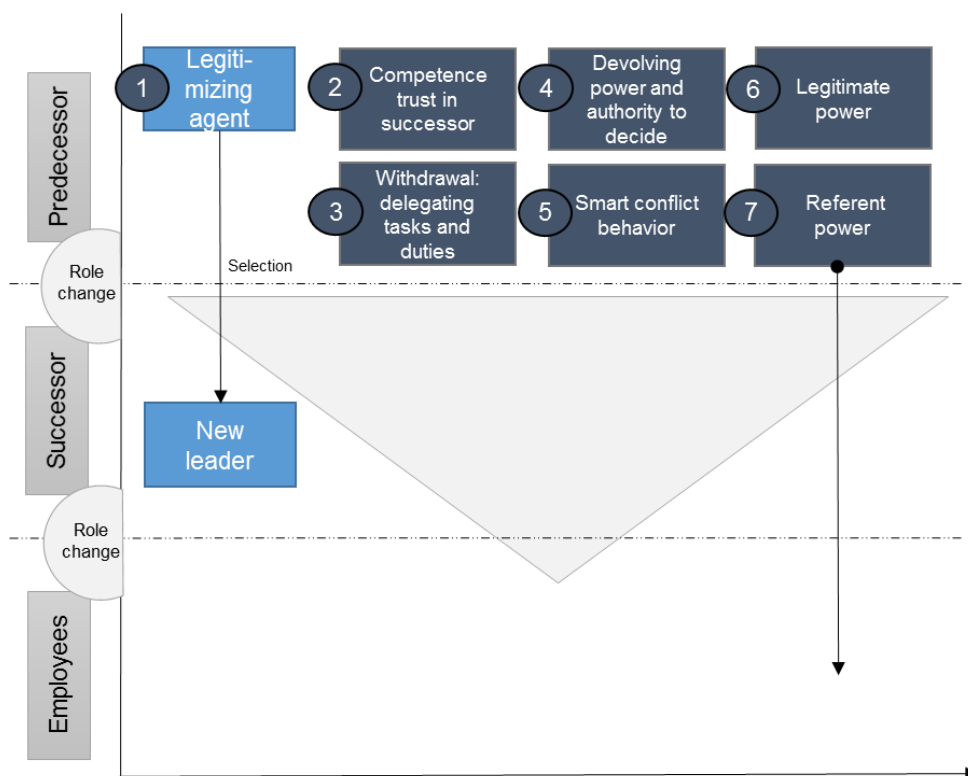 1
Legiti-
mizing
agent
2
Competence
trust in
successor
4
Devolving
power and
authority to
decide
6
Legitimate
power
3
Withdrawal:
delegating
tasks and
duties
5
Smart conflict
behavior
7
Referent
power
Predecessor
Role
change
Selection
Successor
New
leader
Role
change
Employees